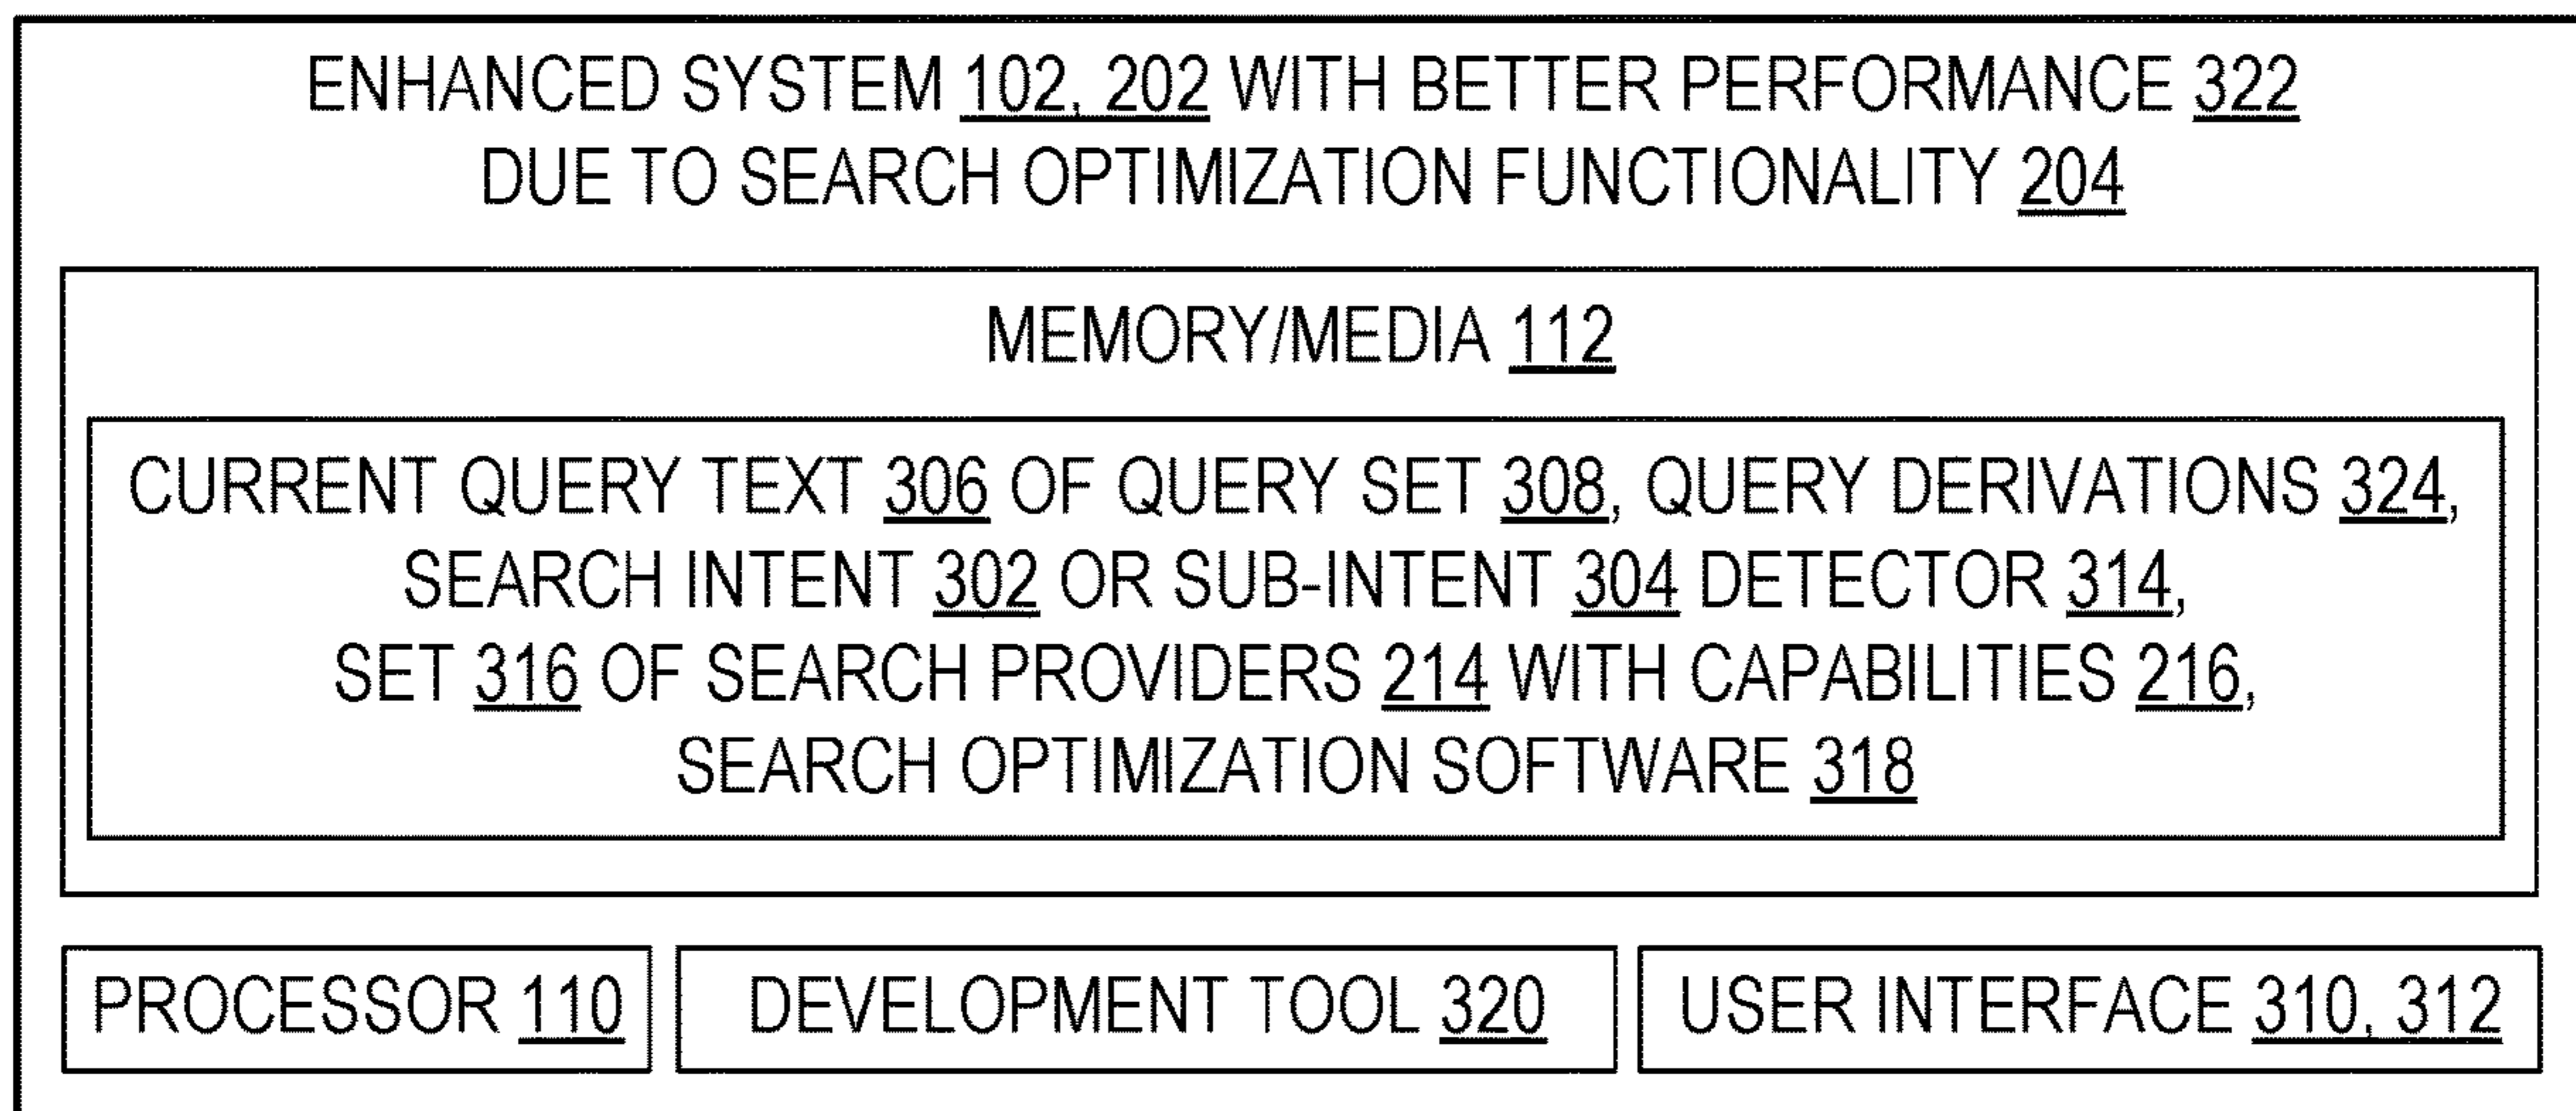 ENHANCED SYSTEM 102, 202 WITH BETTER PERFORMANCE 322
DUE TO SEARCH OPTIMIZATION FUNCTIONALITY 204
MEMORY/MEDIA 112
CURRENT QUERY TEXT 306 OF QUERY SET 308, QUERY DERIVATIONS 324,
SEARCH INTENT 302 OR SUB-INTENT 304 DETECTOR 314,
SET 316 OF SEARCH PROVIDERS 214 WITH CAPABILITIES 216,
SEARCH OPTIMIZATION SOFTWARE 318
PROCESSOR 110
DEVELOPMENT TOOL 320
USER INTERFACE 310, 312